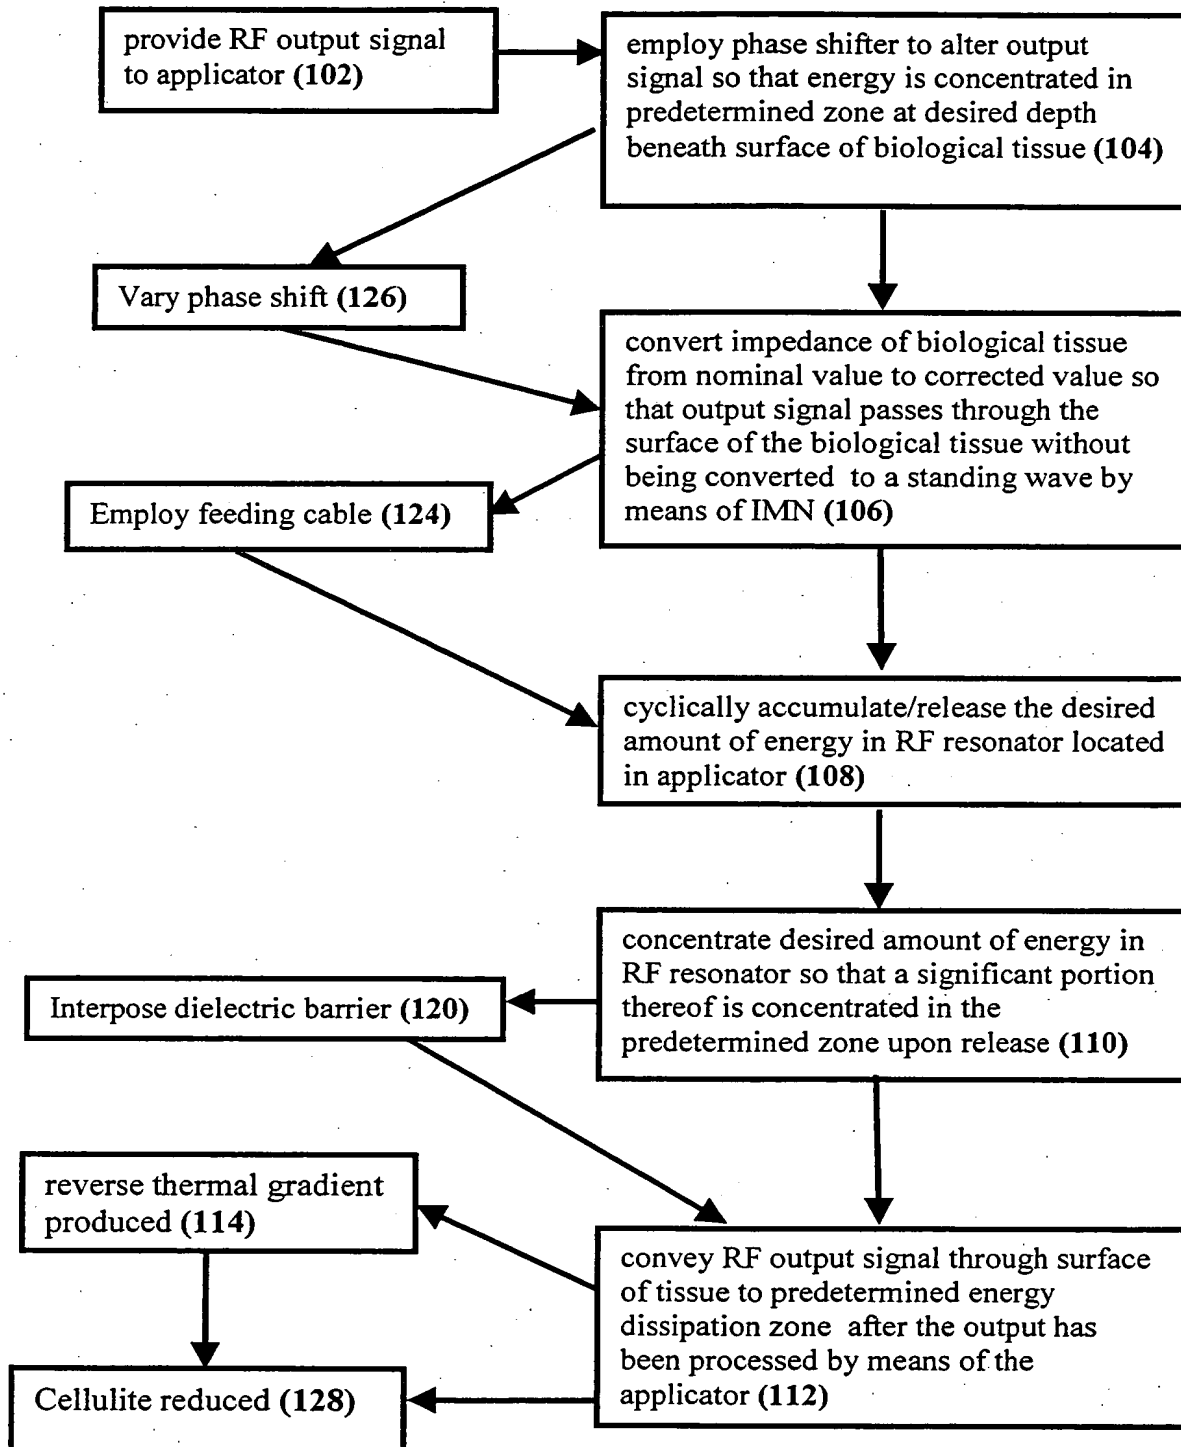 provide RF output signal
to applicator (102)
employ phase shifter to alter output
signal so that energy is concentrated in
predetermined zone at desired depth
beneath surface of biological tissue (104)
Vary phase shift (126)
convert impedance of biological tissue
from nominal value to corrected value so
that output signal passes through the
surface of the biological tissue without
being converted to a standing wave by
means of IMN (106)
Employ feeding cable (124)
cyclically accumulate/release the desired
amount of energy in RF resonator located
in applicator (108)
concentrate desired amount of energy in
RF resonator so that a significant portion
thereof is concentrated in the
predetermined zone upon release (110)
Interpose dielectric barrier (120)
reverse thermal gradient
produced (114)
convey RF output signal through surface
of tissue to predetermined energy
dissipation zone after the output has
been processed by means of the
applicator (112)
Cellulite reduced (128)